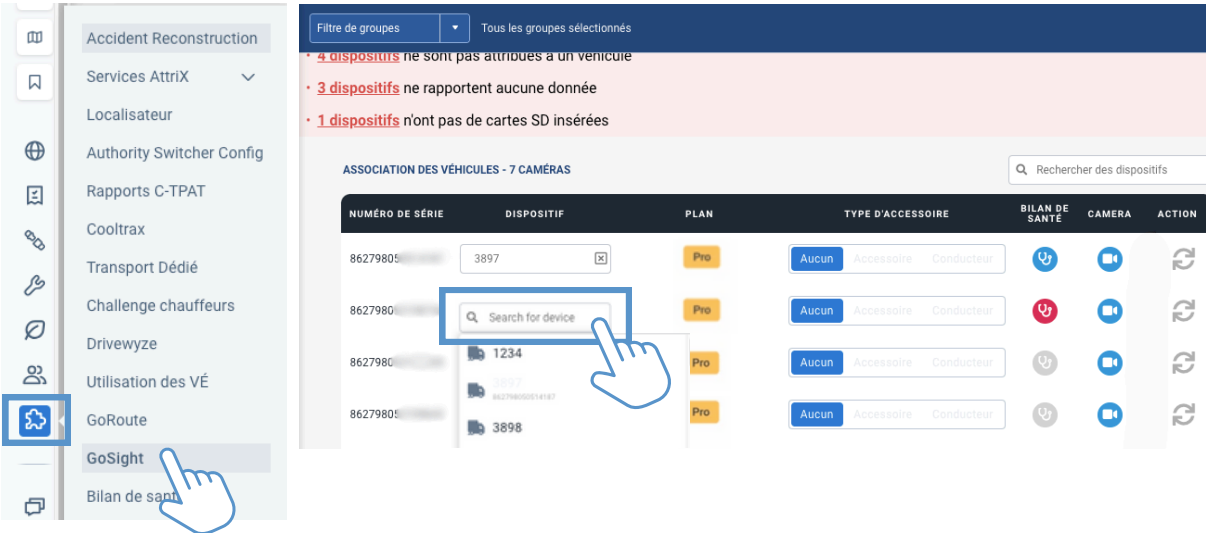 Accident Reconstruction
Services AttriX
Localisateur
Authority Switcher Config
Rapports C-TPAT
Cooltrax
Transport Dédié
Challenge chauffeurs
Drivewyze
Utilisation des VÉ
GoRoute
GoSight
Bilan de santé
Filtre de groupes
Tous les groupes sélectionnés
4 dispositifs ne sont pas attribués à un véhicule
3 dispositifs ne rapportent aucune donnée
1 dispositifs n'ont pas de cartes SD insérées
ASSOCIATION DES VÉHICULES - 7 CAMÉRAS
Rechercher des dispositifs
NUMÉRO DE SÉRIE DISPOSITIF PLAN TYPE D'ACCESSOIRE BILAN DE SANTÉ CAMERA ACTION
86279805 3897 Pro Aucun Accessoire Conducteur
8627980 Search for device Pro Aucun Accessoire Conducteur
1234
8627980 Pro Aucun Accessoire Conducteur
3897
862798050514187
86279805 Pro Aucun Accessoire Conducteur
3898